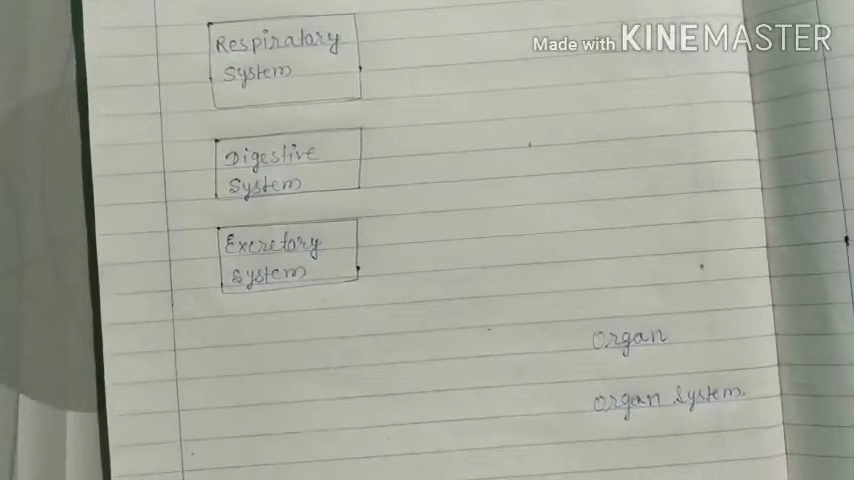 Respiratory
System
Made with KINEMASTER
Digestive
System
Excretory
System
Organ
Organ System.